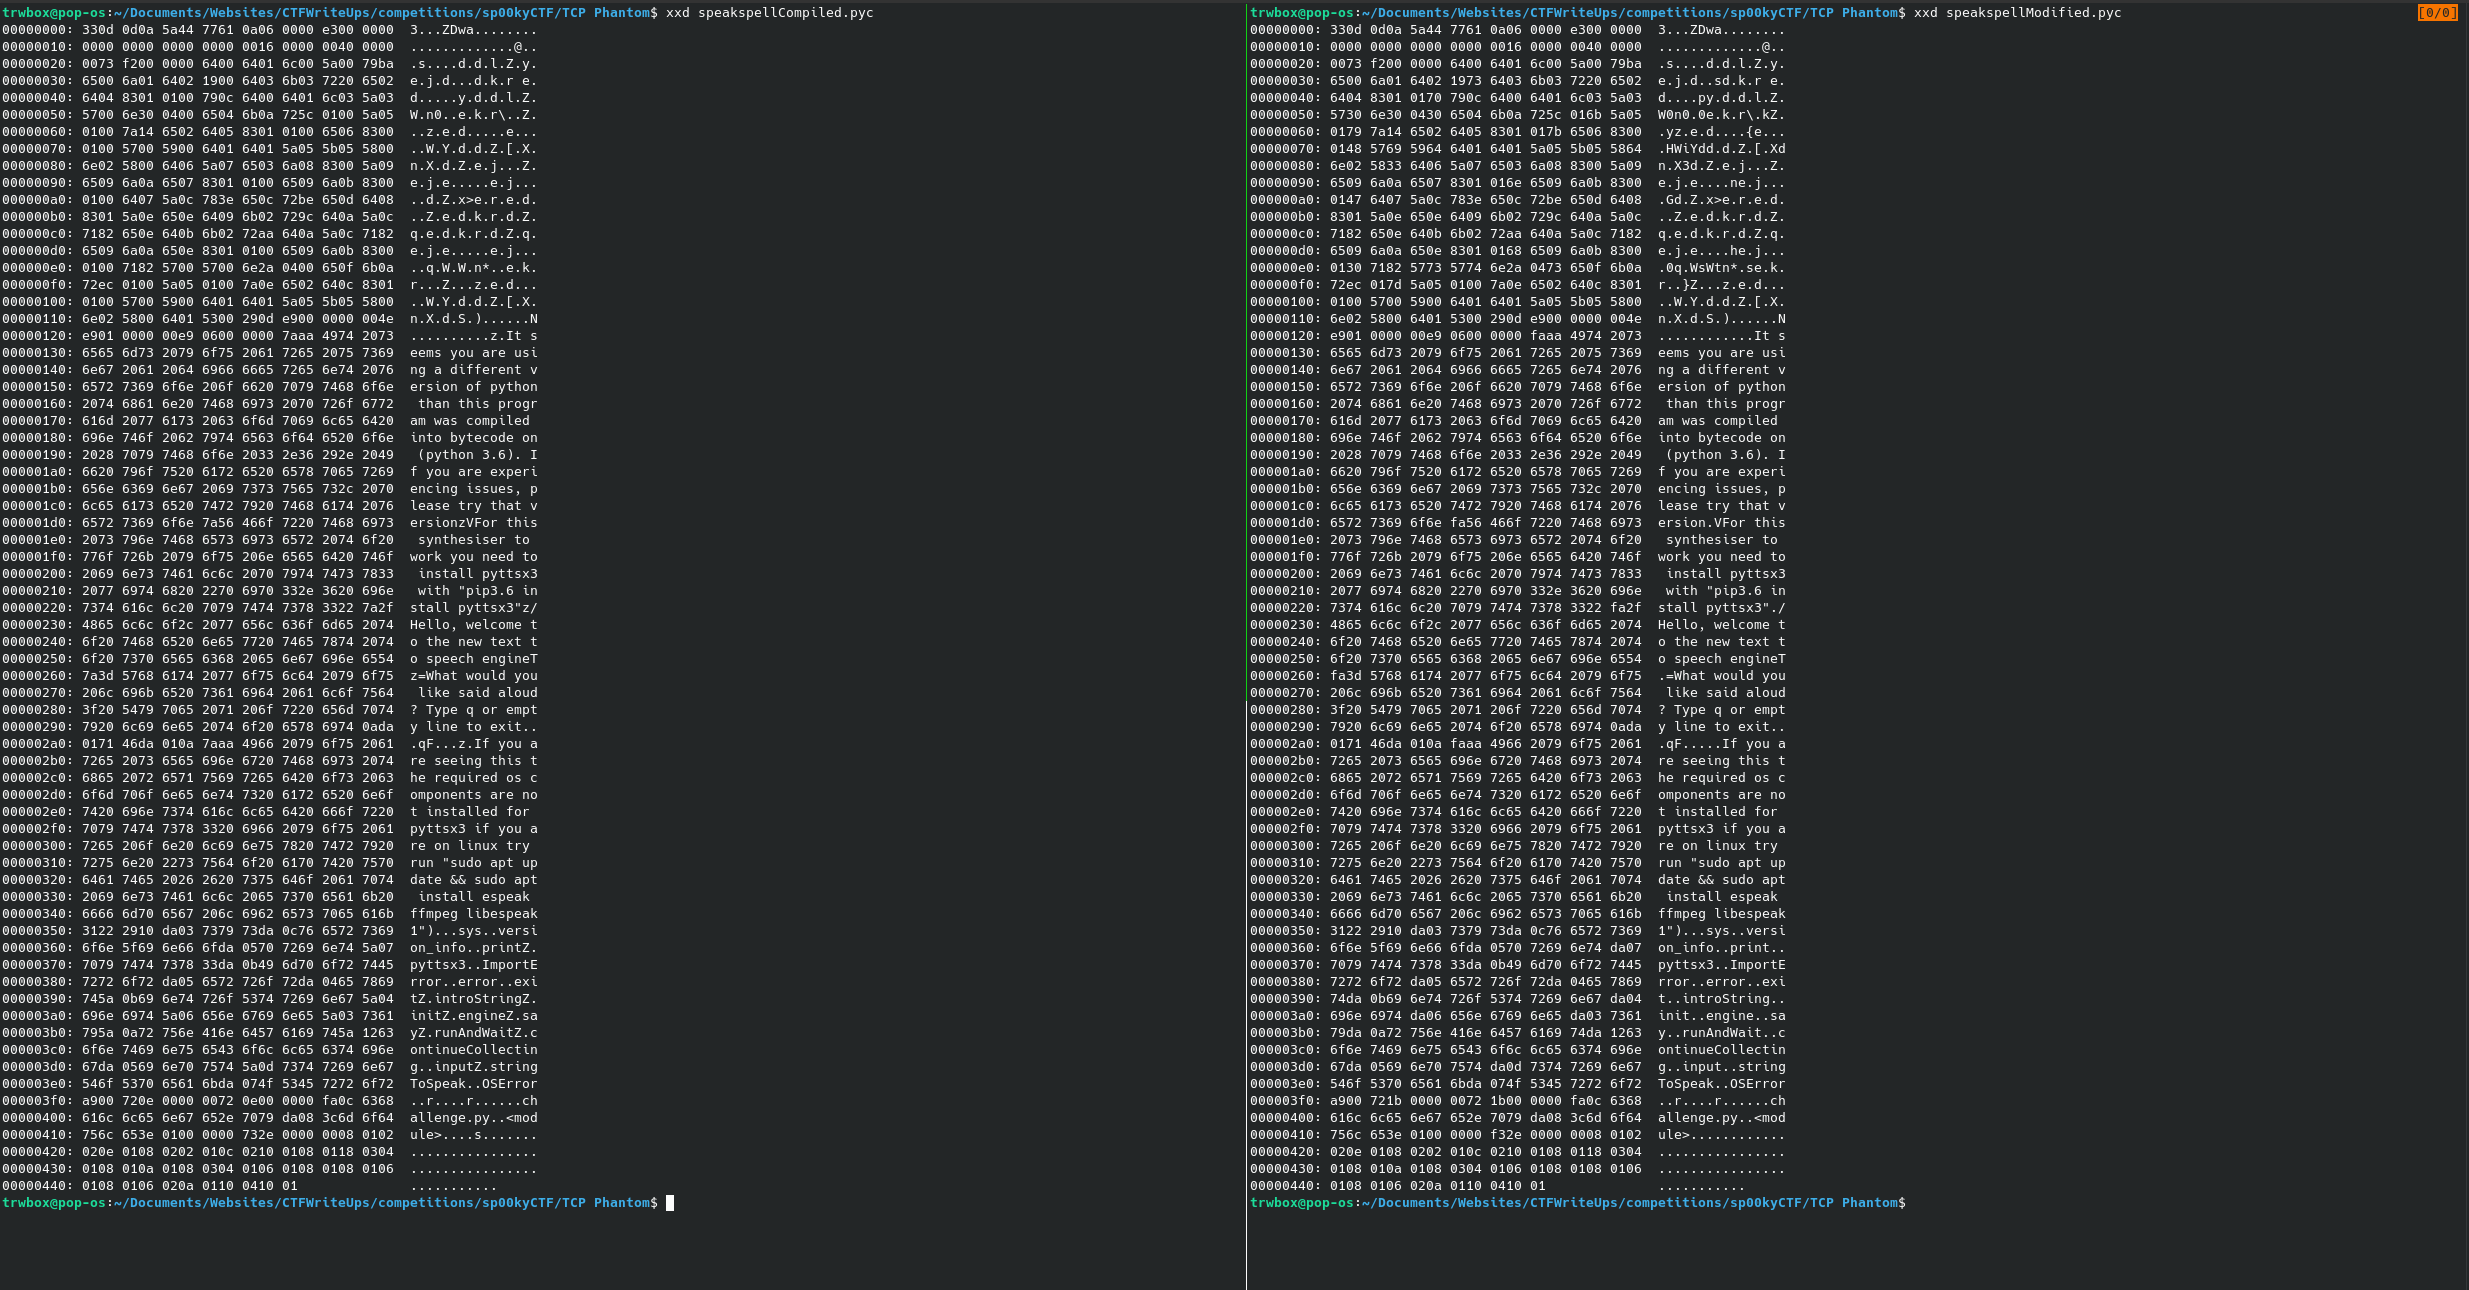 trwbox@pop-os:~/Documents/Websites/CTFWriteUps/competitions/sp00kyCTF/TCP Phantom$ xxd speakspellCompiled.pyc
00000000: 330d 0d0a 5a44 7761 0a06 0000 e300 0000  3...ZDwa........
00000010: 0000 0000 0000 0000 0016 0000 0040 0000  .............@..
00000020: 0073 f200 0000 6400 6401 6c00 5a00 79ba  .s....d.d.l.Z.y.
00000030: 6500 6a01 6402 1900 6403 6b03 7220 6502  e.j.d...d.k.r e.
00000040: 6404 8301 0100 790c 6400 6401 6c03 5a03  d.....y.d.d.l.Z.
00000050: 5700 6e30 0400 6504 6b0a 725c 0100 5a05  W.n0..e.k.r\..Z.
00000060: 0100 7a14 6502 6405 8301 0100 6506 8300  ..z.e.d.....e...
00000070: 0100 5700 5900 6401 6401 5a05 5b05 5800  ..W.Y.d.d.Z.[.X.
00000080: 6e02 5800 6406 5a07 6503 6a08 8300 5a09  n.X.d.Z.e.j...Z.
00000090: 6509 6a0a 6507 8301 0100 6509 6a0b 8300  e.j.e.....e.j...
000000a0: 0100 6407 5a0c 783e 650c 72be 650d 6408  ..d.Z.x>e.r.e.d.
000000b0: 8301 5a0e 650e 6409 6b02 729c 640a 5a0c  ..Z.e.d.k.r.d.Z.
000000c0: 7182 650e 640b 6b02 72aa 640a 5a0c 7182  q.e.d.k.r.d.Z.q.
000000d0: 6509 6a0a 650e 8301 0100 6509 6a0b 8300  e.j.e.....e.j...
000000e0: 0100 7182 5700 5700 6e2a 0400 650f 6b0a  ..q.W.W.n*..e.k.
000000f0: 72ec 0100 5a05 0100 7a0e 6502 640c 8301  r...Z...z.e.d...
00000100: 0100 5700 5900 6401 6401 5a05 5b05 5800  ..W.Y.d.d.Z.[.X.
00000110: 6e02 5800 6401 5300 290d e900 0000 004e  n.X.d.S.)......N
00000120: e901 0000 00e9 0600 0000 7aaa 4974 2073  ..........z.It s
00000130: 6565 6d73 2079 6f75 2061 7265 2075 7369  eems you are usi
00000140: 6e67 2061 2064 6966 6665 7265 6e74 2076  ng a different v
00000150: 6572 7369 6f6e 206f 6620 7079 7468 6f6e  ersion of python
00000160: 2074 6861 6e20 7468 6973 2070 726f 6772   than this progr
00000170: 616d 2077 6173 2063 6f6d 7069 6c65 6420  am was compiled
00000180: 696e 746f 2062 7974 6563 6f64 6520 6f6e  into bytecode on
00000190: 2028 7079 7468 6f6e 2033 2e36 292e 2049   (python 3.6). I
000001a0: 6620 796f 7520 6172 6520 6578 7065 7269  f you are experi
000001b0: 656e 6369 6e67 2069 7373 7565 732c 2070  encing issues, p
000001c0: 6c65 6173 6520 7472 7920 7468 6174 2076  lease try that v
000001d0: 6572 7369 6f6e 7a56 466f 7220 7468 6973  ersionzVFor this
000001e0: 2073 796e 7468 6573 6973 6572 2074 6f20   synthesiser to
000001f0: 776f 726b 2079 6f75 206e 6565 6420 746f  work you need to
00000200: 2069 6e73 7461 6c6c 2070 7974 7473 7833   install pyttsx3
00000210: 2077 6974 6820 2270 6970 332e 3620 696e   with "pip3.6 in
00000220: 7374 616c 6c20 7079 7474 7378 3322 7a2f  stall pyttsx3"z/
00000230: 4865 6c6c 6f2c 2077 656c 636f 6d65 2074  Hello, welcome t
00000240: 6f20 7468 6520 6e65 7720 7465 7874 2074  o the new text t
00000250: 6f20 7370 6565 6368 2065 6e67 696e 6554  o speech engineT
00000260: 7a3d 5768 6174 2077 6f75 6c64 2079 6f75  z=What would you
00000270: 206c 696b 6520 7361 6964 2061 6c6f 7564   like said aloud
00000280: 3f20 5479 7065 2071 206f 7220 656d 7074  ? Type q or empt
00000290: 7920 6c69 6e65 2074 6f20 6578 6974 0ada  y line to exit..
000002a0: 0171 46da 010a 7aaa 4966 2079 6f75 2061  .qF...z.If you a
000002b0: 7265 2073 6565 696e 6720 7468 6973 2074  re seeing this t
000002c0: 6865 2072 6571 7569 7265 6420 6f73 2063  he required os c
000002d0: 6f6d 706f 6e65 6e74 7320 6172 6520 6e6f  omponents are no
000002e0: 7420 696e 7374 616c 6c65 6420 666f 7220  t installed for
000002f0: 7079 7474 7378 3320 6966 2079 6f75 2061  pyttsx3 if you a
00000300: 7265 206f 6e20 6c69 6e75 7820 7472 7920  re on linux try
00000310: 7275 6e20 2273 7564 6f20 6170 7420 7570  run "sudo apt up
00000320: 6461 7465 2026 2620 7375 646f 2061 7074  date && sudo apt
00000330: 2069 6e73 7461 6c6c 2065 7370 6561 6b20   install espeak
00000340: 6666 6d70 6567 206c 6962 6573 7065 616b  ffmpeg libespeak
00000350: 3122 2910 da03 7379 73da 0c76 6572 7369  1")...sys..versi
00000360: 6f6e 5f69 6e66 6fda 0570 7269 6e74 5a07  on_info..printZ.
00000370: 7079 7474 7378 33da 0b49 6d70 6f72 7445  pyttsx3..ImportE
00000380: 7272 6f72 da05 6572 726f 72da 0465 7869  rror..error..exi
00000390: 745a 0b69 6e74 726f 5374 7269 6e67 5a04  tZ.introStringZ.
000003a0: 696e 6974 5a06 656e 6769 6e65 5a03 7361  initZ.engineZ.sa
000003b0: 795a 0a72 756e 416e 6457 6169 745a 1263  yZ.runAndWaitZ.c
000003c0: 6f6e 7469 6e75 6543 6f6c 6c65 6374 696e  ontinueCollectin
000003d0: 67da 0569 6e70 7574 5a0d 7374 7269 6e67  g..inputZ.string
000003e0: 546f 5370 6561 6bda 074f 5345 7272 6f72  ToSpeak..OSError
000003f0: a900 720e 0000 0072 0e00 0000 fa0c 6368  ..r....r......ch
00000400: 616c 6c65 6e67 652e 7079 da08 3c6d 6f64  allenge.py..<mod
00000410: 756c 653e 0100 0000 732e 0000 0008 0102  ule>....s.......
00000420: 020e 0108 0202 010c 0210 0108 0118 0304  ................
00000430: 0108 010a 0108 0304 0106 0108 0108 0106  ................
00000440: 0108 0106 020a 0110 0410 01              ...........
trwbox@pop-os:~/Documents/Websites/CTFWriteUps/competitions/sp00kyCTF/TCP Phantom$
trwbox@pop-os:~/Documents/Websites/CTFWriteUps/competitions/sp00kyCTF/TCP Phantom$ xxd speakspellModified.pyc [0/0]
00000000: 330d 0d0a 5a44 7761 0a06 0000 e300 0000  3...ZDwa........
00000010: 0000 0000 0000 0000 0016 0000 0040 0000  .............@..
00000020: 0073 f200 0000 6400 6401 6c00 5a00 79ba  .s....d.d.l.Z.y.
00000030: 6500 6a01 6402 1973 6403 6b03 7220 6502  e.j.d..sd.k.r e.
00000040: 6404 8301 0170 790c 6400 6401 6c03 5a03  d....py.d.d.l.Z.
00000050: 5730 6e30 0430 6504 6b0a 725c 016b 5a05  W0n0.0e.k.r\.kZ.
00000060: 0179 7a14 6502 6405 8301 017b 6506 8300  .yz.e.d....{e...
00000070: 0148 5769 5964 6401 6401 5a05 5b05 5864  .HWiYdd.d.Z.[.Xd
00000080: 6e02 5833 6406 5a07 6503 6a08 8300 5a09  n.X3d.Z.e.j...Z.
00000090: 6509 6a0a 6507 8301 016e 6509 6a0b 8300  e.j.e....ne.j...
000000a0: 0147 6407 5a0c 783e 650c 72be 650d 6408  .Gd.Z.x>e.r.e.d.
000000b0: 8301 5a0e 650e 6409 6b02 729c 640a 5a0c  ..Z.e.d.k.r.d.Z.
000000c0: 7182 650e 640b 6b02 72aa 640a 5a0c 7182  q.e.d.k.r.d.Z.q.
000000d0: 6509 6a0a 650e 8301 0168 6509 6a0b 8300  e.j.e....he.j...
000000e0: 0130 7182 5773 5774 6e2a 0473 650f 6b0a  .0q.WsWtn*.se.k.
000000f0: 72ec 017d 5a05 0100 7a0e 6502 640c 8301  r..}Z...z.e.d...
00000100: 0100 5700 5900 6401 6401 5a05 5b05 5800  ..W.Y.d.d.Z.[.X.
00000110: 6e02 5800 6401 5300 290d e900 0000 004e  n.X.d.S.)......N
00000120: e901 0000 00e9 0600 0000 faaa 4974 2073  ............It s
00000130: 6565 6d73 2079 6f75 2061 7265 2075 7369  eems you are usi
00000140: 6e67 2061 2064 6966 6665 7265 6e74 2076  ng a different v
00000150: 6572 7369 6f6e 206f 6620 7079 7468 6f6e  ersion of python
00000160: 2074 6861 6e20 7468 6973 2070 726f 6772   than this progr
00000170: 616d 2077 6173 2063 6f6d 7069 6c65 6420  am was compiled
00000180: 696e 746f 2062 7974 6563 6f64 6520 6f6e  into bytecode on
00000190: 2028 7079 7468 6f6e 2033 2e36 292e 2049   (python 3.6). I
000001a0: 6620 796f 7520 6172 6520 6578 7065 7269  f you are experi
000001b0: 656e 6369 6e67 2069 7373 7565 732c 2070  encing issues, p
000001c0: 6c65 6173 6520 7472 7920 7468 6174 2076  lease try that v
000001d0: 6572 7369 6f6e fa56 466f 7220 7468 6973  ersion.VFor this
000001e0: 2073 796e 7468 6573 6973 6572 2074 6f20   synthesiser to
000001f0: 776f 726b 2079 6f75 206e 6565 6420 746f  work you need to
00000200: 2069 6e73 7461 6c6c 2070 7974 7473 7833   install pyttsx3
00000210: 2077 6974 6820 2270 6970 332e 3620 696e   with "pip3.6 in
00000220: 7374 616c 6c20 7079 7474 7378 3322 fa2f  stall pyttsx3"./
00000230: 4865 6c6c 6f2c 2077 656c 636f 6d65 2074  Hello, welcome t
00000240: 6f20 7468 6520 6e65 7720 7465 7874 2074  o the new text t
00000250: 6f20 7370 6565 6368 2065 6e67 696e 6554  o speech engineT
00000260: fa3d 5768 6174 2077 6f75 6c64 2079 6f75  .=What would you
00000270: 206c 696b 6520 7361 6964 2061 6c6f 7564   like said aloud
00000280: 3f20 5479 7065 2071 206f 7220 656d 7074  ? Type q or empt
00000290: 7920 6c69 6e65 2074 6f20 6578 6974 0ada  y line to exit..
000002a0: 0171 46da 010a faaa 4966 2079 6f75 2061  .qF.....If you a
000002b0: 7265 2073 6565 696e 6720 7468 6973 2074  re seeing this t
000002c0: 6865 2072 6571 7569 7265 6420 6f73 2063  he required os c
000002d0: 6f6d 706f 6e65 6e74 7320 6172 6520 6e6f  omponents are no
000002e0: 7420 696e 7374 616c 6c65 6420 666f 7220  t installed for
000002f0: 7079 7474 7378 3320 6966 2079 6f75 2061  pyttsx3 if you a
00000300: 7265 206f 6e20 6c69 6e75 7820 7472 7920  re on linux try
00000310: 7275 6e20 2273 7564 6f20 6170 7420 7570  run "sudo apt up
00000320: 6461 7465 2026 2620 7375 646f 2061 7074  date && sudo apt
00000330: 2069 6e73 7461 6c6c 2065 7370 6561 6b20   install espeak
00000340: 6666 6d70 6567 206c 6962 6573 7065 616b  ffmpeg libespeak
00000350: 3122 2910 da03 7379 73da 0c76 6572 7369  1")...sys..versi
00000360: 6f6e 5f69 6e66 6fda 0570 7269 6e74 da07  on_info..print..
00000370: 7079 7474 7378 33da 0b49 6d70 6f72 7445  pyttsx3..ImportE
00000380: 7272 6f72 da05 6572 726f 72da 0465 7869  rror..error..exi
00000390: 74da 0b69 6e74 726f 5374 7269 6e67 da04  t..introString..
000003a0: 696e 6974 da06 656e 6769 6e65 da03 7361  init..engine..sa
000003b0: 79da 0a72 756e 416e 6457 6169 74da 1263  y..runAndWait..c
000003c0: 6f6e 7469 6e75 6543 6f6c 6c65 6374 696e  ontinueCollectin
000003d0: 67da 0569 6e70 7574 da0d 7374 7269 6e67  g..input..string
000003e0: 546f 5370 6561 6bda 074f 5345 7272 6f72  ToSpeak..OSError
000003f0: a900 721b 0000 0072 1b00 0000 fa0c 6368  ..r....r......ch
00000400: 616c 6c65 6e67 652e 7079 da08 3c6d 6f64  allenge.py..<mod
00000410: 756c 653e 0100 0000 f32e 0000 0008 0102  ule>............
00000420: 020e 0108 0202 010c 0210 0108 0118 0304  ................
00000430: 0108 010a 0108 0304 0106 0108 0108 0106  ................
00000440: 0108 0106 020a 0110 0410 01              ...........
trwbox@pop-os:~/Documents/Websites/CTFWriteUps/competitions/sp00kyCTF/TCP Phantom$